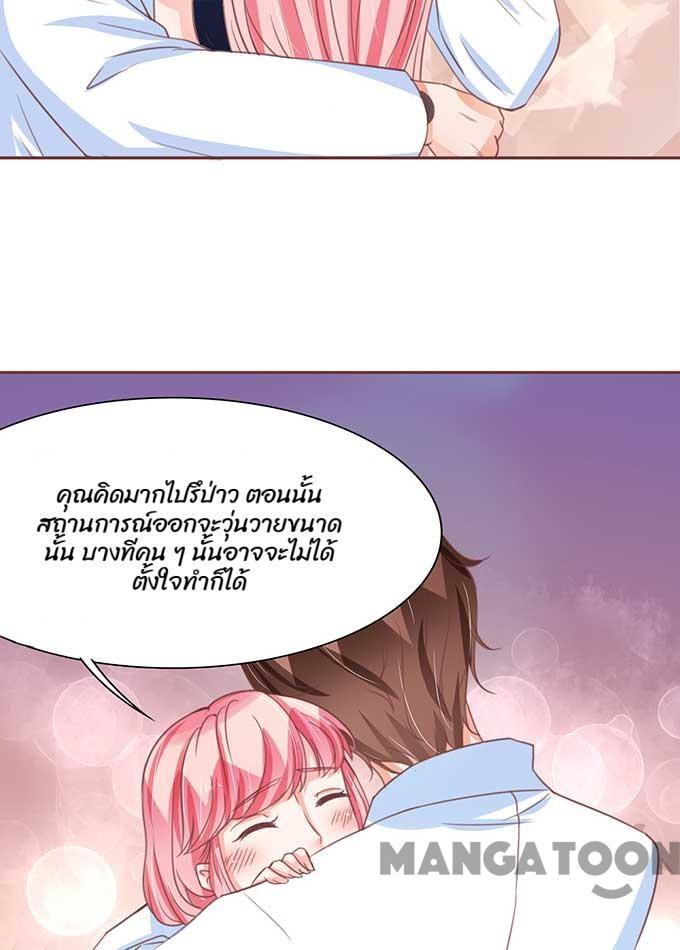 คุณคิดมากไปรึป่าว ตอนนั้น
สถานการณ์ออกจะวุ่นวายขนาด
นั้น บางทีคน ๆ นั้นอาจจะไม่ได้
ตั้งใจทำก็ได้
MANGATOON